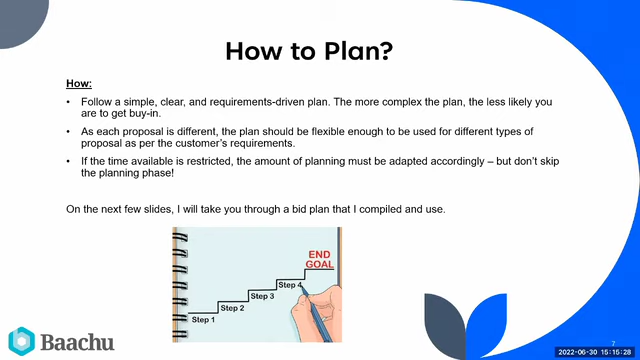 How to Plan?
How:
• Follow a simple, clear, and requirements-driven plan. The more complex the plan, the less likely you
are to get buy-in.
• As each proposal is different, the plan should be flexible enough to be used for different types of
proposal as per the customer's requirements.
• If the time available is restricted, the amount of planning must be adapted accordingly – but don't skip
the planning phase!
On the next few slides, I will take you through a bid plan that I compiled and use.
END
GOAL
Step 4
Step 3
Step 2
Step 1
Baachu
7
2022-06-30 15:15:28